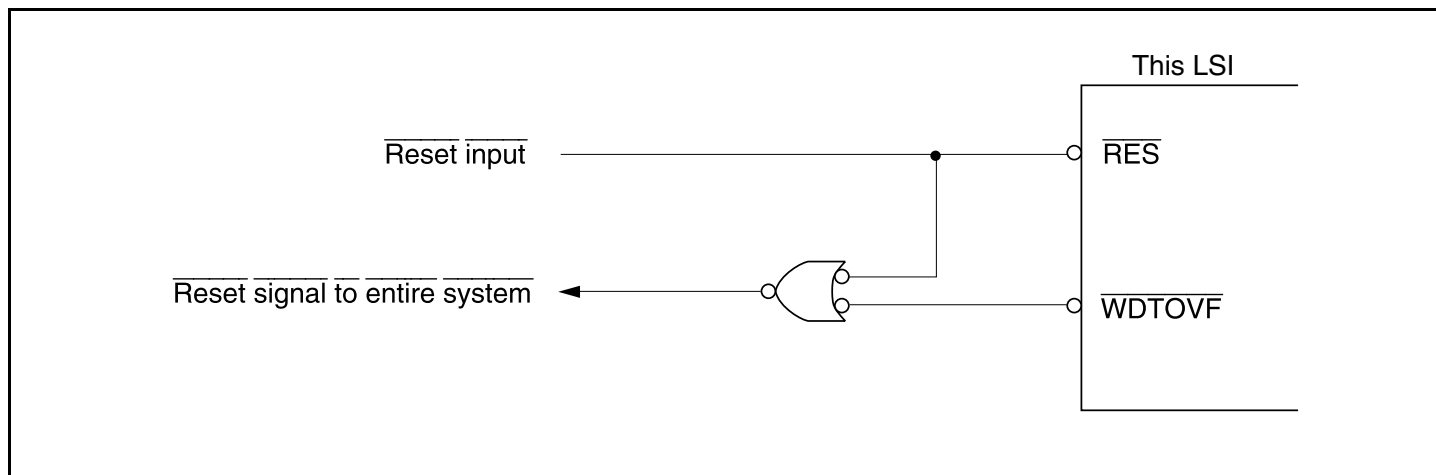 This LSI
Reset input
RES
Reset signal to entire system
WDTOVF